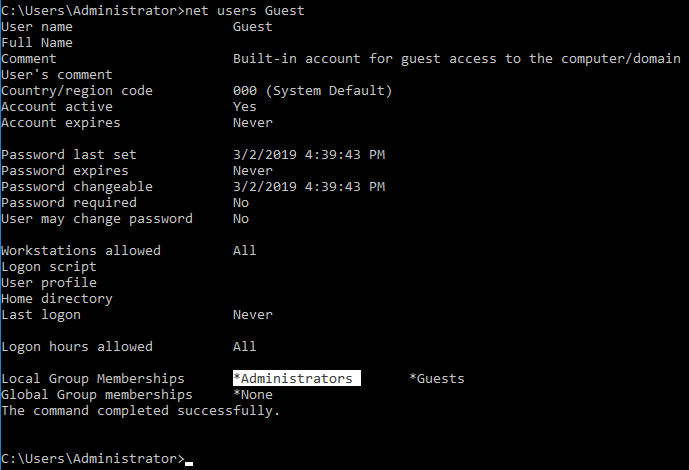 C:\Users\Administrator>net users Guest
User name                    Guest
Full Name
Comment                      Built-in account for guest access to the computer/domain
User's comment
Country/region code          000 (System Default)
Account active               Yes
Account expires              Never
Password last set            3/2/2019 4:39:43 PM
Password expires             Never
Password changeable          3/2/2019 4:39:43 PM
Password required            No
User may change password     No
Workstations allowed         All
Logon script
User profile
Home directory
Last logon                   Never
Logon hours allowed          All
Local Group Memberships      *Administrators       *Guests
Global Group memberships     *None
The command completed successfully.
C:\Users\Administrator>